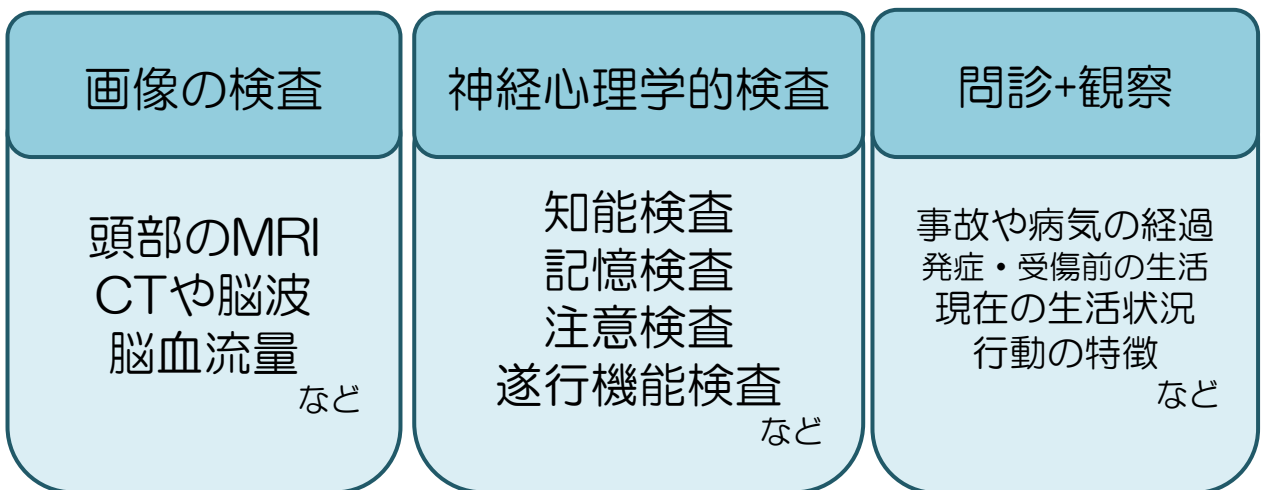 画像の検査
頭部のMRI
CTや脳波
脳血流量
など
神経心理学的検査
知能検査
記憶検査
注意検査
遂行機能検査
など
問診+観察
事故や病気の経過
発症・受傷前の生活
現在の生活状況
行動の特徴
など